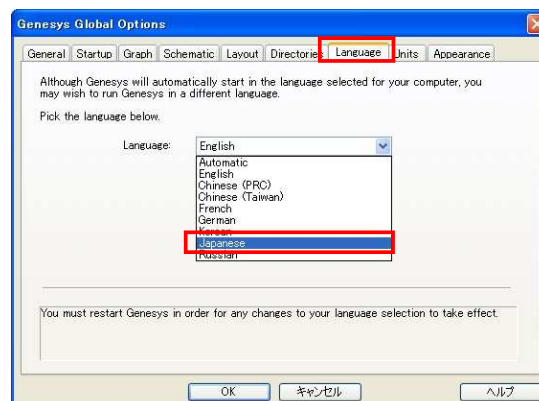 Genesys Global Options
General Startup Graph Schematic Layout Directories Language Units Appearance
Although Genesys will automatically start in the language selected for your computer, you
may wish to run Genesys in a different language.
Pick the language below.
Language: English
Automatic
English
Chinese (PRC)
Chinese (Taiwan)
French
German
Korean
Japanese
Russian
You must restart Genesys in order for any changes to your language selection to take effect.
OK キャンセル ヘルプ